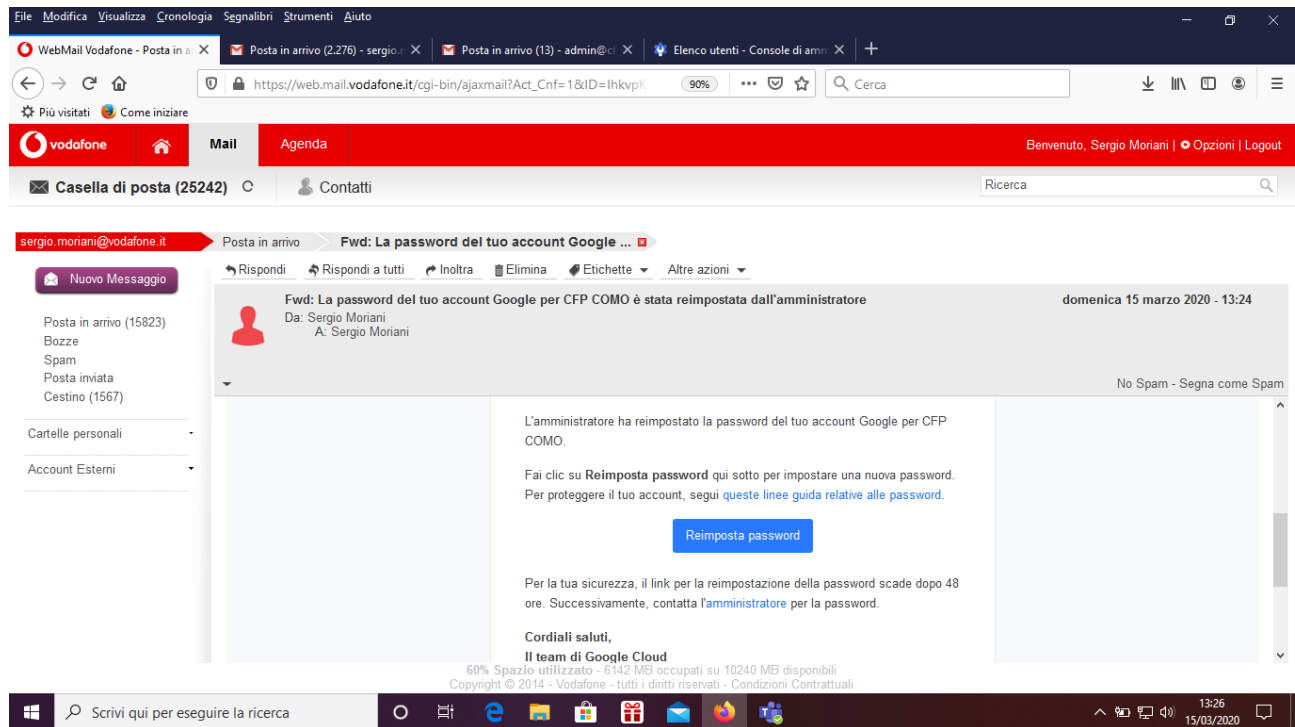 File Modifica Visualizza Cronologia Segnalibri Strumenti Aiuto
WebMail Vodafone - Posta in a
Posta in arrivo (2.276) - sergio.
Posta in arrivo (13) - admin@c
Elenco utenti - Console di am
https://web.mail.vodafone.it/cgi-bin/ajaxmail?Act_Cnf=1&ID=Ihkvp
90%
Cerca
Più visitati Come iniziare
vodafone
Mail
Agenda
Benvenuto, Sergio Moriani | Opzioni | Logout
Casella di posta (25242)
Contatti
Ricerca
sergio.moriani@vodafone.it
Posta in arrivo
Fwd: La password del tuo account Google ...
Nuovo Messaggio
Rispondi Rispondi a tutti Inoltra Elimina Etichette Altre azioni
Fwd: La password del tuo account Google per CFP COMO è stata reimpostata dall'amministratore
domenica 15 marzo 2020 - 13:24
Da: Sergio Moriani
A: Sergio Moriani
No Spam - Segna come Spam
Posta in arrivo (15823)
Bozze
Spam
Posta inviata
Cestino (1567)
Cartelle personali
Account Esterni
L'amministratore ha reimpostato la password del tuo account Google per CFP
COMO.
Fai clic su Reimposta password qui sotto per impostare una nuova password.
Per proteggere il tuo account, segui queste linee guida relative alle password.
Reimposta password
Per la tua sicurezza, il link per la reimpostazione della password scade dopo 48
ore. Successivamente, contatta l'amministratore per la password.
Cordiali saluti,
Il team di Google Cloud
60% Spazio utilizzato - 6142 MB occupati su 10240 MB disponibili
Copyright © 2014 - Vodafone - tutti i diritti riservati - Condizioni Contrattuali
Scrivi qui per eseguire la ricerca
13:26
15/03/2020